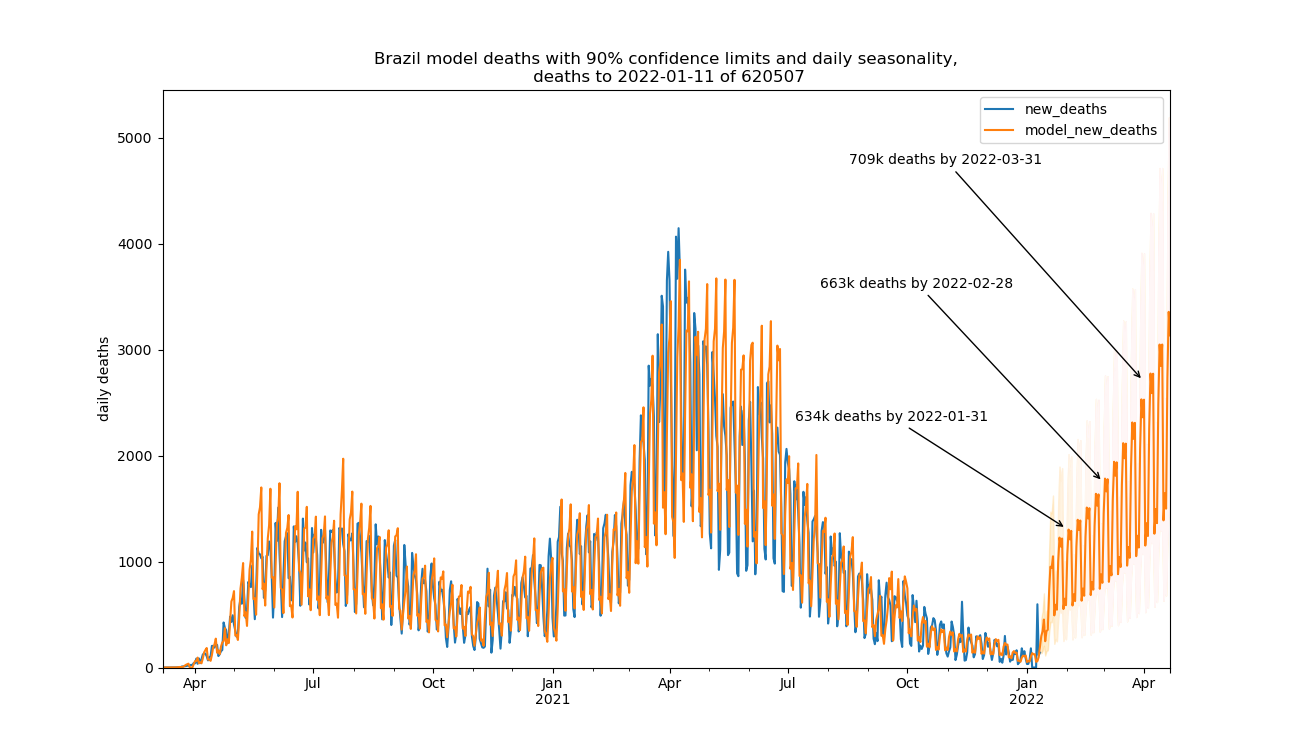 Brazil model deaths with 90% confidence limits and daily seasonality,
deaths to 2022-01-11 of 620507
new_deaths
model_new_deaths
709k deaths by 2022-03-31
663k deaths by 2022-02-28
634k deaths by 2022-01-31
daily deaths
5000
4000
3000
2000
1000
0
Apr Jul Oct Jan Apr Jul Oct Jan Apr
2021 2022